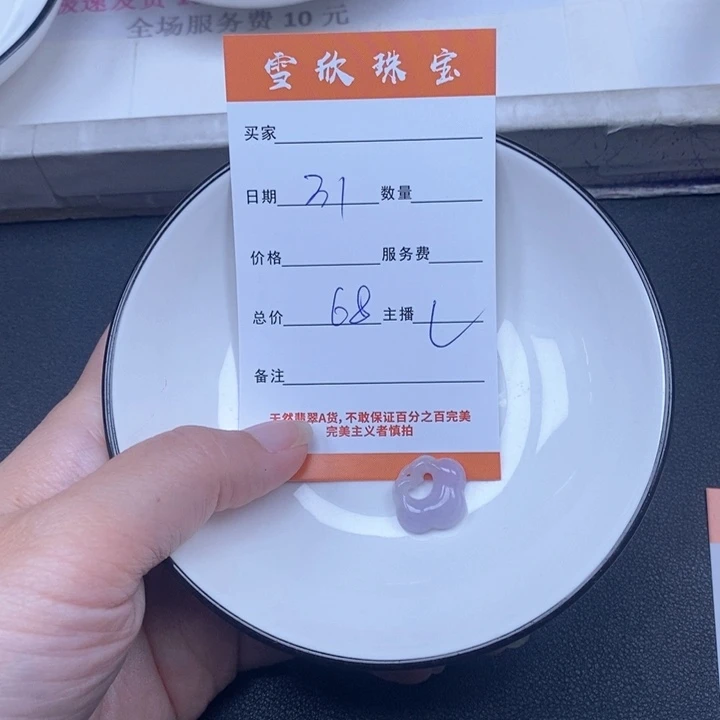 全场服务费10元
雪欣珠宝
买家
日期 31 数量
价格 服务费
总价 68 主播
备注
天然翡翠A货,不敢保证百分之百完美
完美主义者慎拍